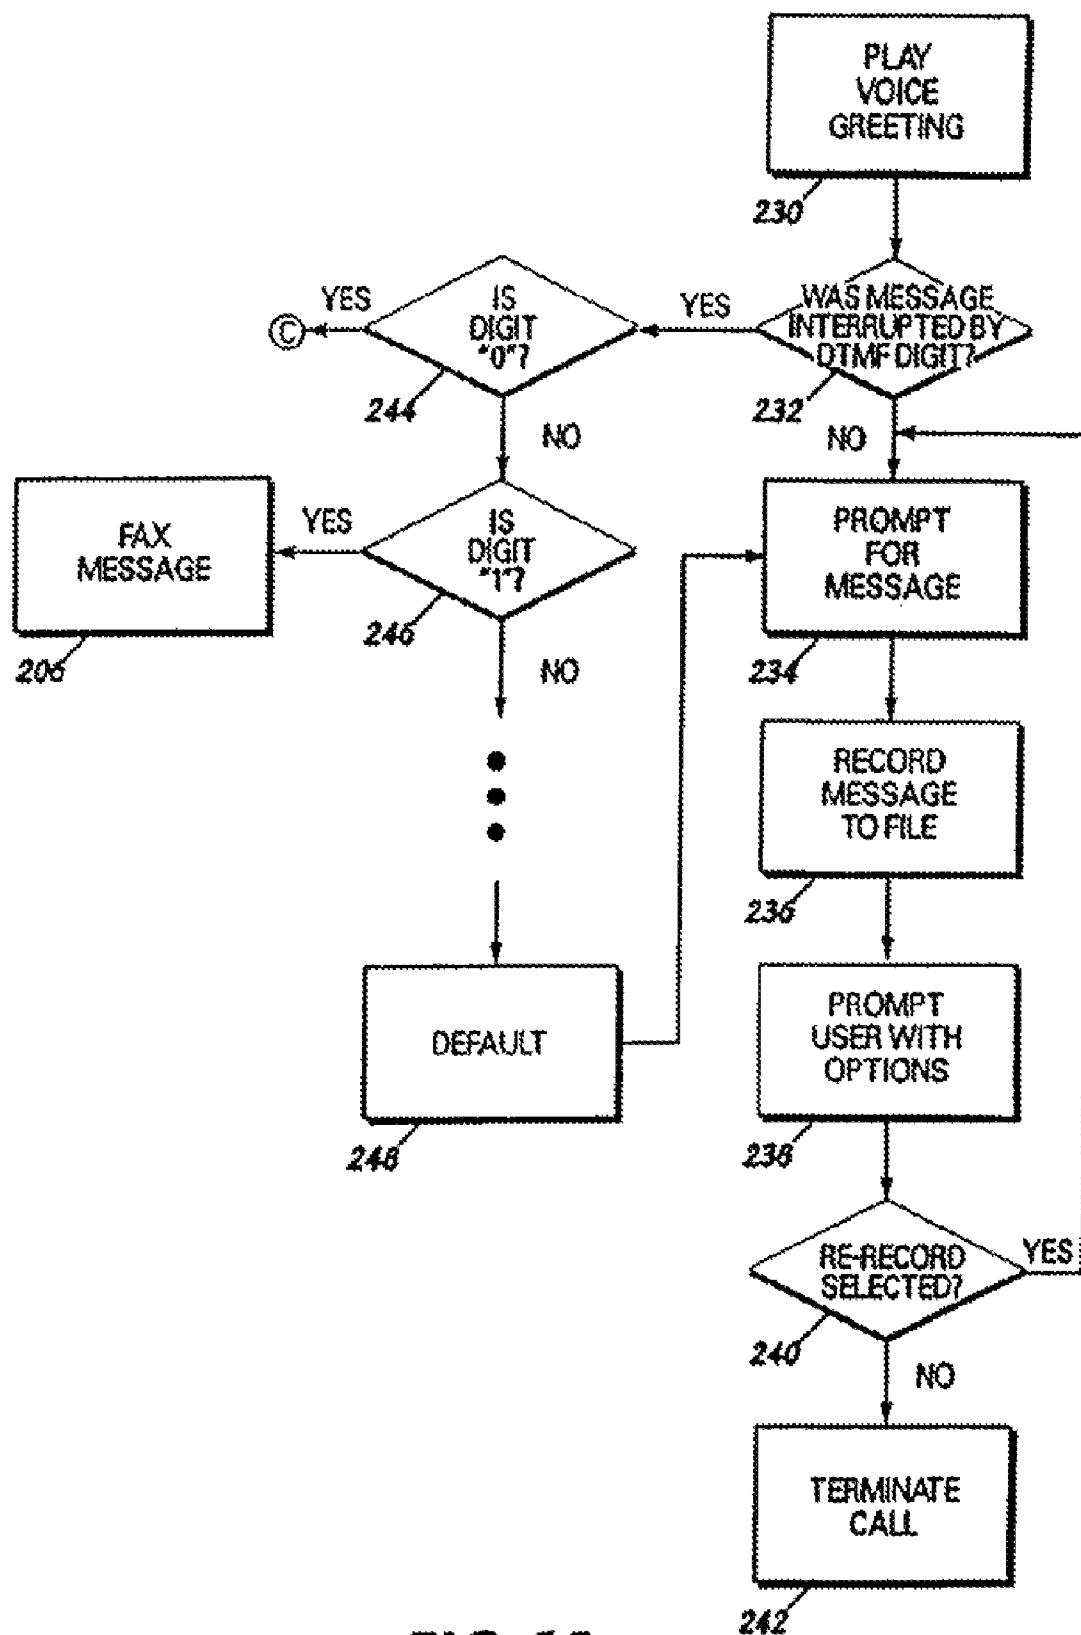 PLAY
VOICE
GREETING
230
WAS MESSAGE
INTERRUPTED BY
DTMF DIGIT?
232
YES
IS
DIGIT
"0"?
244
YES
C
NO
NO
IS
DIGIT
"1"?
246
YES
FAX
MESSAGE
206
NO
PROMPT
FOR
MESSAGE
234
RECORD
MESSAGE
TO FILE
236
DEFAULT
248
PROMPT
USER WITH
OPTIONS
238
RE-RECORD
SELECTED?
240
YES
NO
TERMINATE
CALL
242